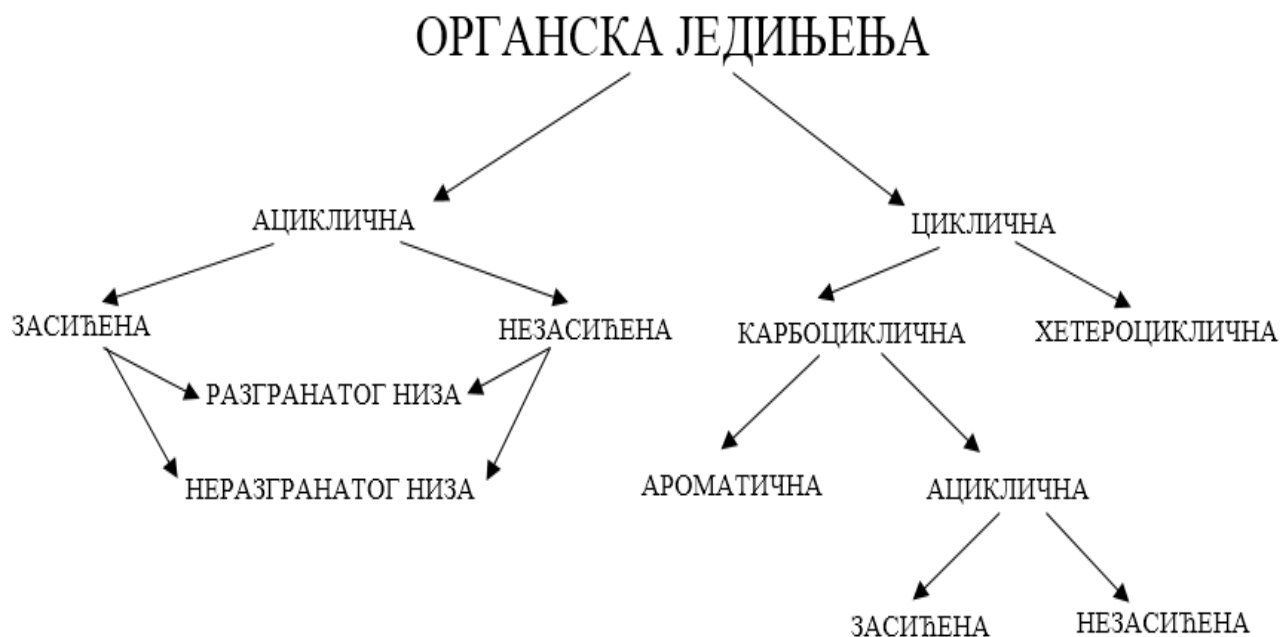 ОРГАНСКА ЈЕДИЊЕЊА
АЦИКЛИЧНА
ЦИКЛИЧНА
ЗАСИЋЕНА
НЕЗАСИЋЕНА
КАРБОЦИКЛИЧНА
ХЕТЕРОЦИКЛИЧНА
РАЗГРАНАТОГ НИЗА
НЕРАЗГРАНАТОГ НИЗА
АРОМАТИЧНА
АЦИКЛИЧНА
ЗАСИЋЕНА
НЕЗАСИЋЕНА